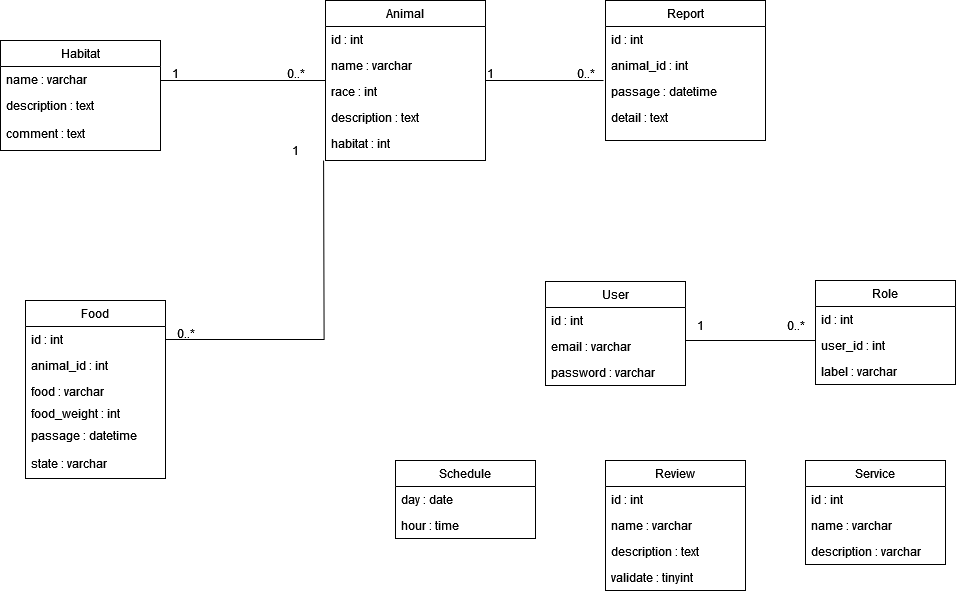 Habitat
name : varchar
description : text
comment : text
1
0..*
Animal
id : int
name : varchar
race : int
description : text
habitat : int
1
0..*
Report
id : int
animal_id : int
passage : datetime
detail : text
1
0..*
Food
id : int
animal_id : int
food : varchar
food_weight : int
passage : datetime
state : varchar
User
id : int
email : varchar
password : varchar
1
0..*
Role
id : int
user_id : int
label : varchar
Schedule
day : date
hour : time
Review
id : int
name : varchar
description : text
validate : tinyint
Service
id : int
name : varchar
description : varchar